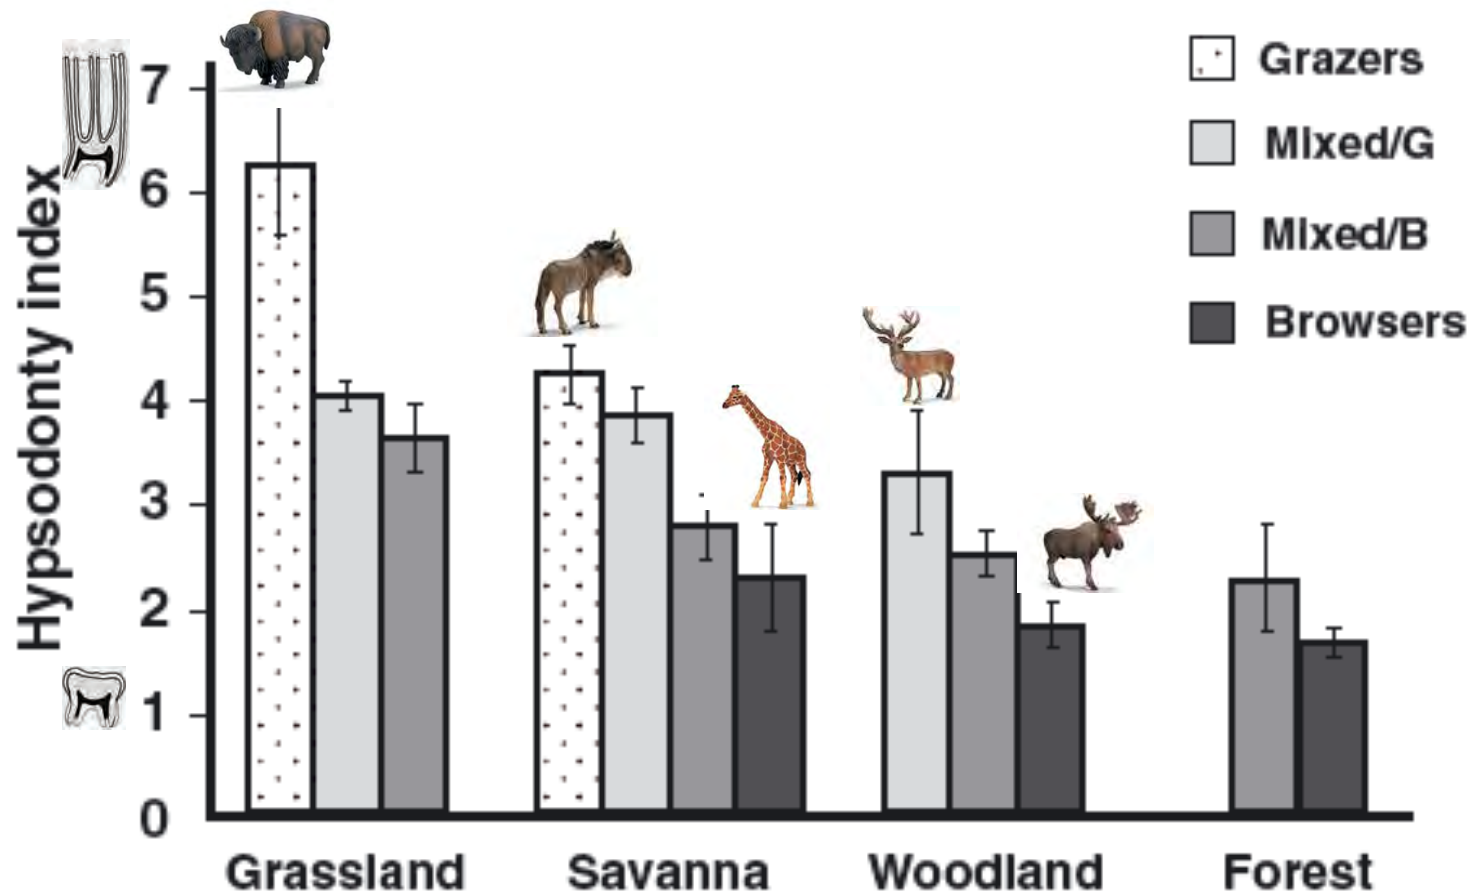 Hypsodonty index
7
6
5
4
3
2
1
0
Grazers
Mixed/G
Mixed/B
Browsers
Grassland Savanna Woodland Forest